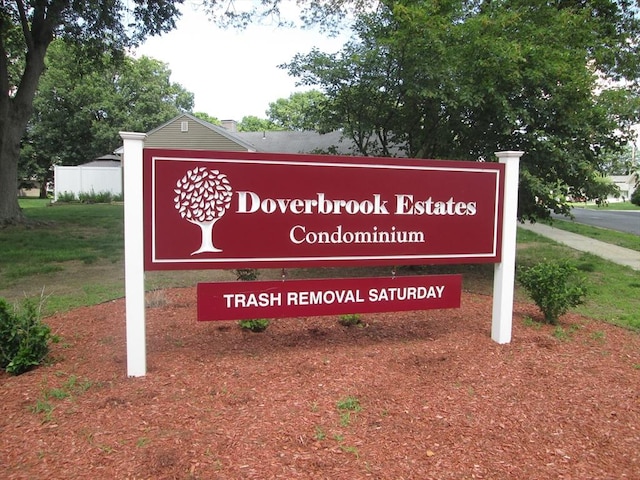 Doverbrook Estates
Condominium
TRASH REMOVAL SATURDAY